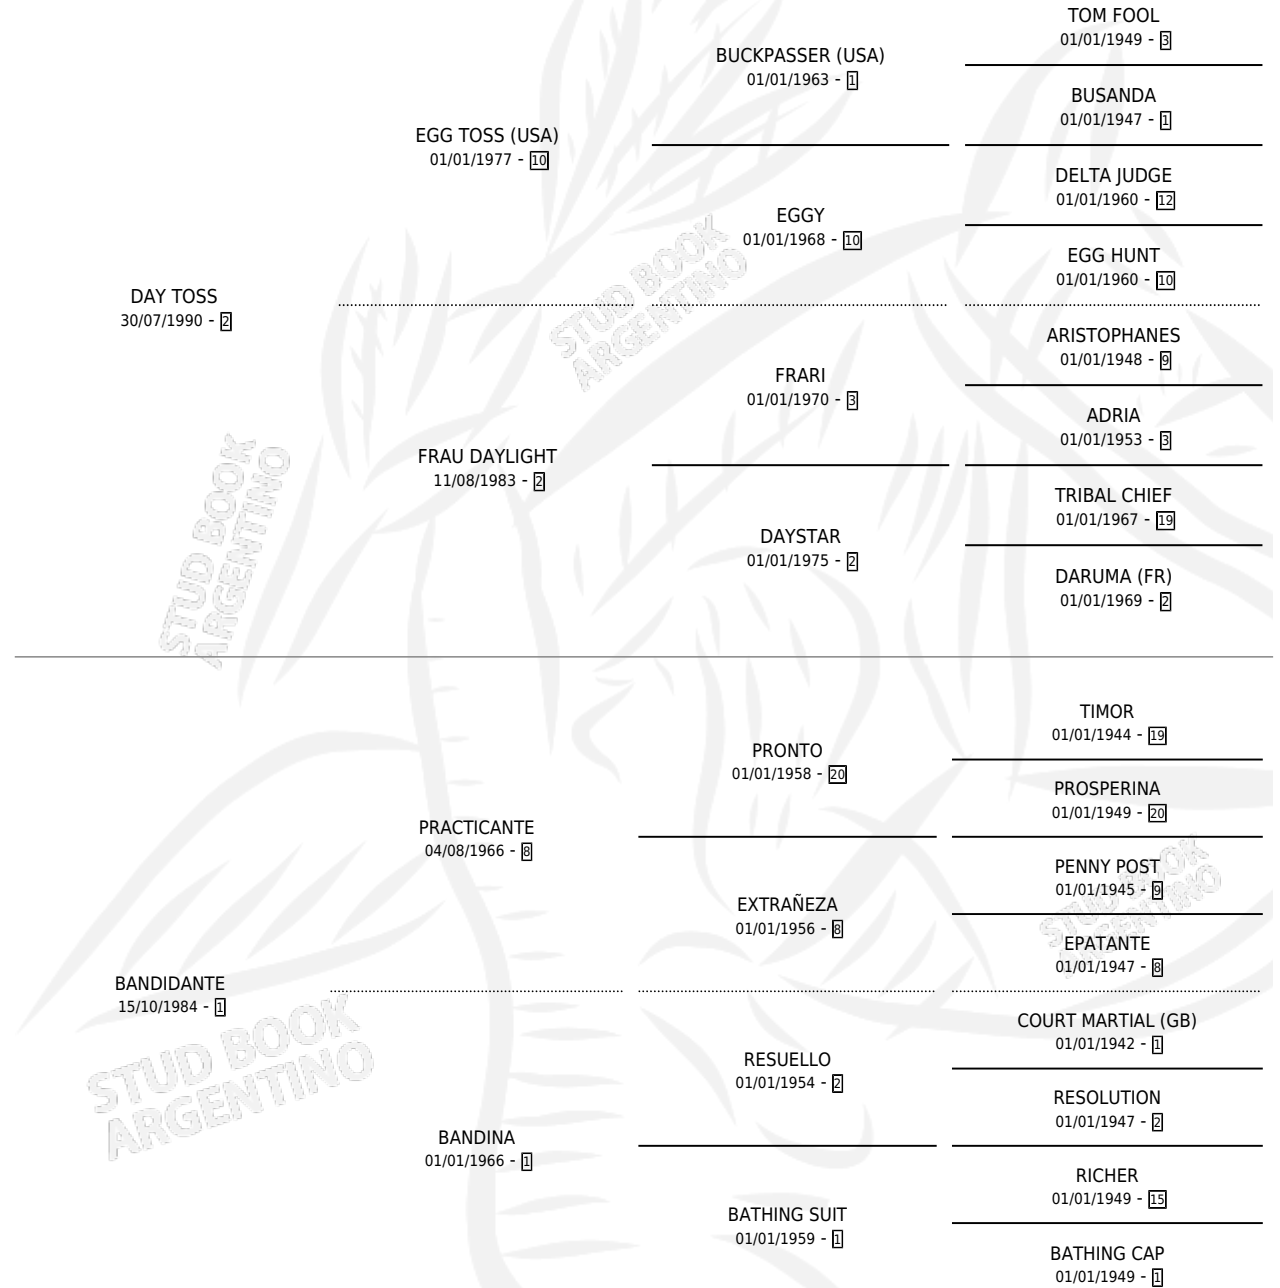 TOM FOOL
01/01/1949 - 3
BUCKPASSER (USA)
01/01/1963 - 1
BUSANDA
01/01/1947 - 1
EGG TOSS (USA)
01/01/1977 - 10
DELTA JUDGE
01/01/1960 - 12
EGGY
01/01/1968 - 10
EGG HUNT
01/01/1960 - 10
DAY TOSS
30/07/1990 - 2
ARISTOPHANES
01/01/1948 - 9
FRARI
01/01/1970 - 3
ADRIA
01/01/1953 - 3
FRAU DAYLIGHT
11/08/1983 - 2
TRIBAL CHIEF
01/01/1967 - 19
DAYSTAR
01/01/1975 - 2
DARUMA (FR)
01/01/1969 - 2
TIMOR
01/01/1944 - 19
PRONTO
01/01/1958 - 20
PROSPERINA
01/01/1949 - 20
PRACTICANTE
04/08/1966 - 8
PENNY POST
01/01/1945 - 9
EXTRAÑEZA
01/01/1956 - 8
EPATANTE
01/01/1947 - 8
BANDIDANTE
15/10/1984 - 1
COURT MARTIAL (GB)
01/01/1942 - 1
RESUELLO
01/01/1954 - 2
RESOLUTION
01/01/1947 - 2
BANDINA
01/01/1966 - 1
RICHER
01/01/1949 - 15
BATHING SUIT
01/01/1959 - 1
BATHING CAP
01/01/1949 - 1
STUD BOOK
ARGENTINO
STUD BOOK
ARGENTINO
STUD BOOK
ARGENTINO
STUD BOOK
ARGENTINO